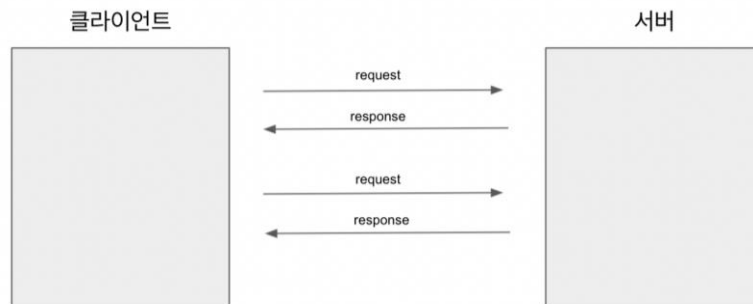 클라이언트
서버
request
response
request
response